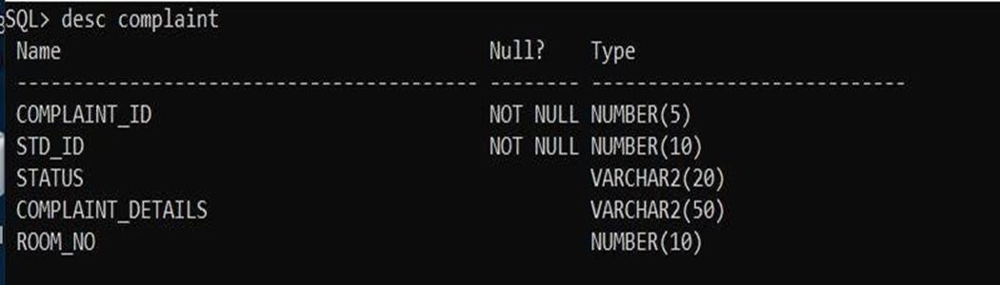 SQL> desc complaint
Name Null? Type
----------------------------------------- -------- ----------------------------
COMPLAINT_ID NOT NULL NUMBER(5)
STD_ID NOT NULL NUMBER(10)
STATUS VARCHAR2(20)
COMPLAINT_DETAILS VARCHAR2(50)
ROOM_NO NUMBER(10)